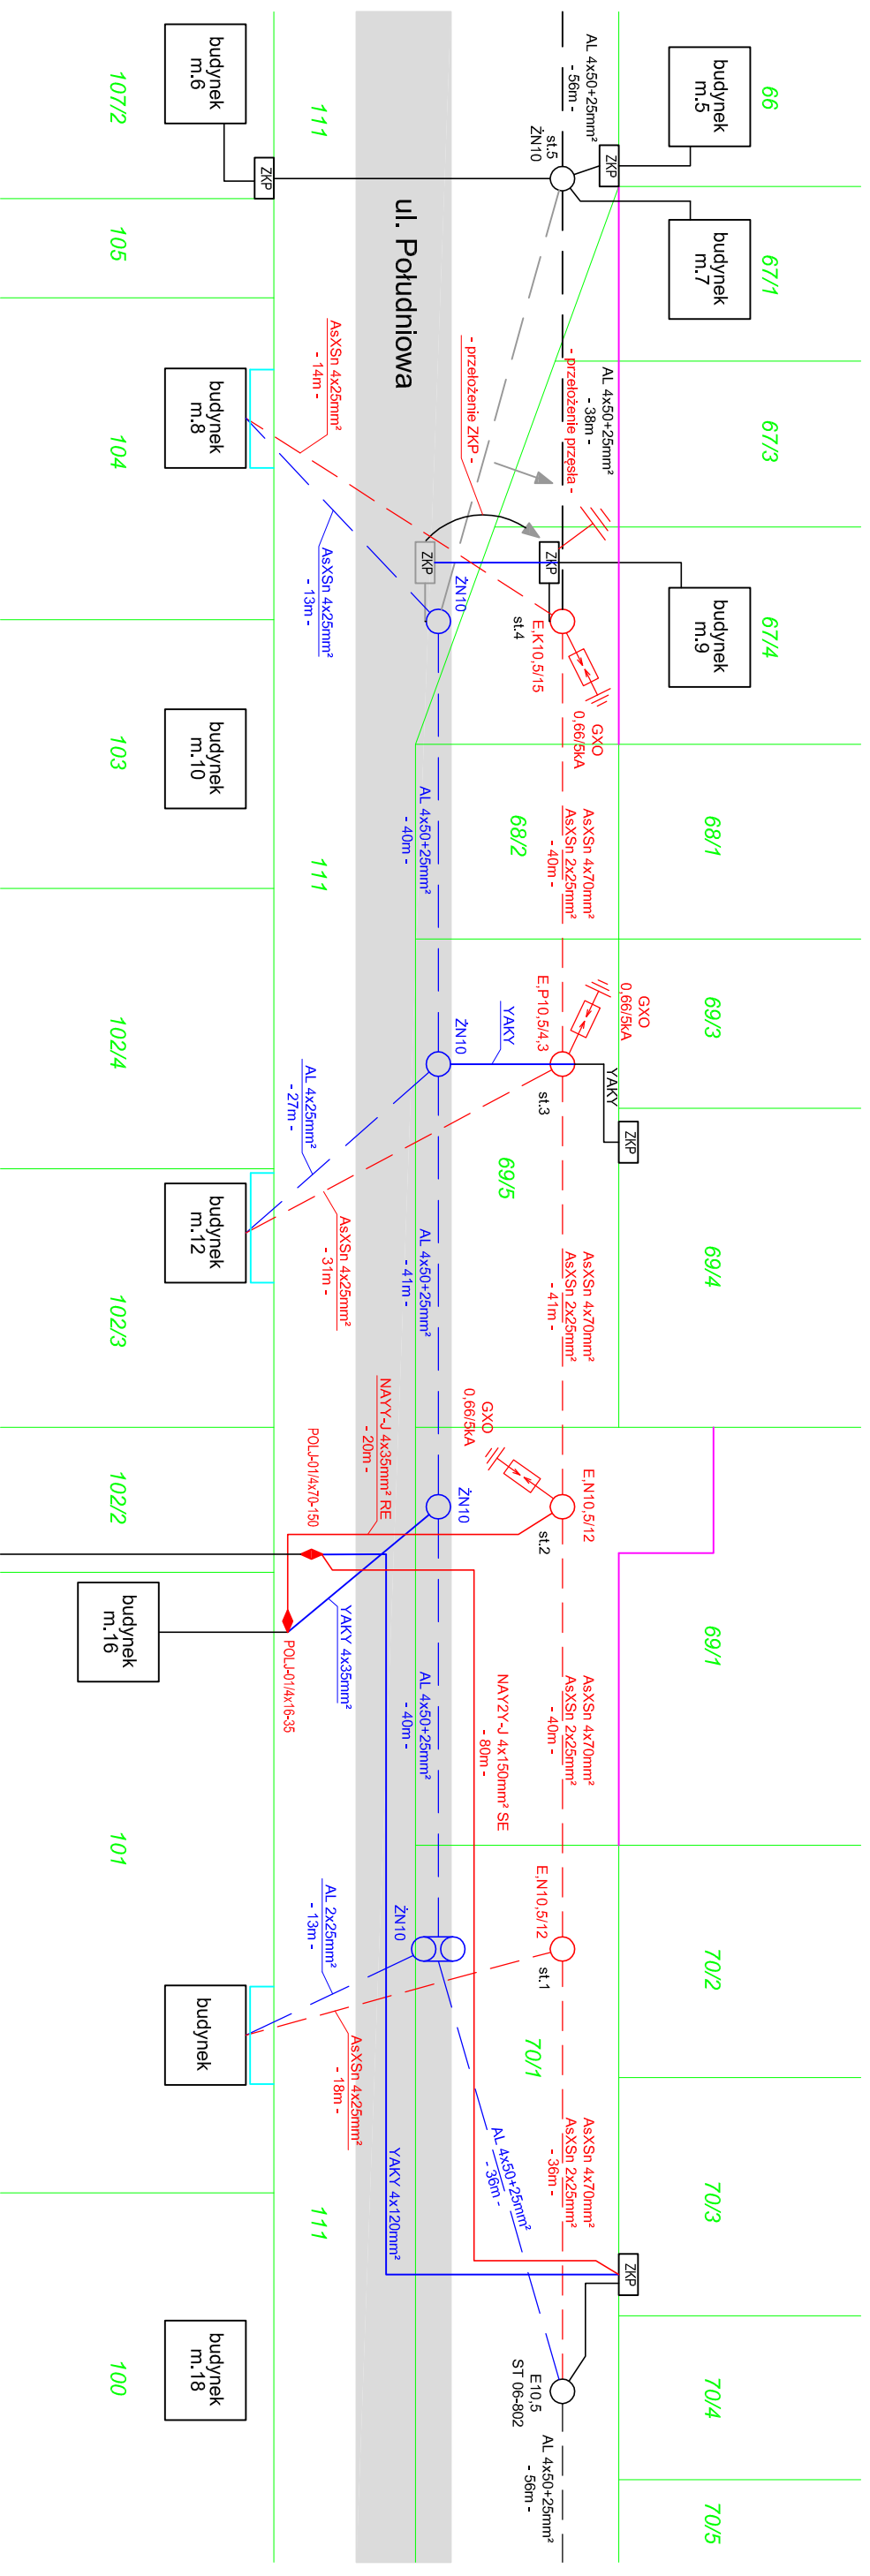 66
67/1
67/3
67/4
68/1
69/3
69/4
69/1
70/2
70/3
70/4
70/5
budynek
m.5
budynek
m.7
budynek
m.9
AL 4x50+25mm²
- 56m -
st.5
ŻN10
ZKP
AL 4x50+25mm²
- 38m -
- przełożenie przęsła -
ZKP
E,K10,5/15
st.4
GXO
0,66/5kA
AsXSn 4x70mm²
AsXSn 2x25mm²
- 40m -
68/2
GXO
0,66/5kA
E,P10,5/4,3
st.3
YAKY
ZKP
69/5
AsXSn 4x70mm²
AsXSn 2x25mm²
- 41m -
GXO
0,66/5kA
E,N10,5/12
st.2
AsXSn 4x70mm²
AsXSn 2x25mm²
- 40m -
NAY2Y-J 4x150mm² SE
- 80m -
E,N10,5/12
st.1
70/1
AsXSn 4x70mm²
AsXSn 2x25mm²
- 36m -
ZKP
E10,5
ST 06-802
AL 4x50+25mm²
- 56m -
- przełożenie ZKP -
ul. Południowa
ZKP
ŻN10
AL 4x50+25mm²
- 40m -
YAKY
ŻN10
AL 4x50+25mm²
- 41m -
ŻN10
AL 4x50+25mm²
- 40m -
ŻN10
AL 4x50+25mm²
- 36m -
111
AsXSn 4x25mm²
- 14m -
AsXSn 4x25mm²
- 13m -
111
AL 4x25mm²
- 27m -
AsXSn 4x25mm²
- 31m -
NAYY-J 4x35mm² RE
- 20m -
POLJ-01/4x70-150
YAKY 4x35mm²
POLJ-01/4x16-35
AL 2x25mm²
- 13m -
AsXSn 4x25mm²
- 18m -
YAKY 4x120mm²
111
budynek
m.6
ZKP
budynek
m.8
budynek
m.10
budynek
m.12
budynek
m.16
budynek
budynek
m.18
107/2
105
104
103
102/4
102/3
102/2
101
100